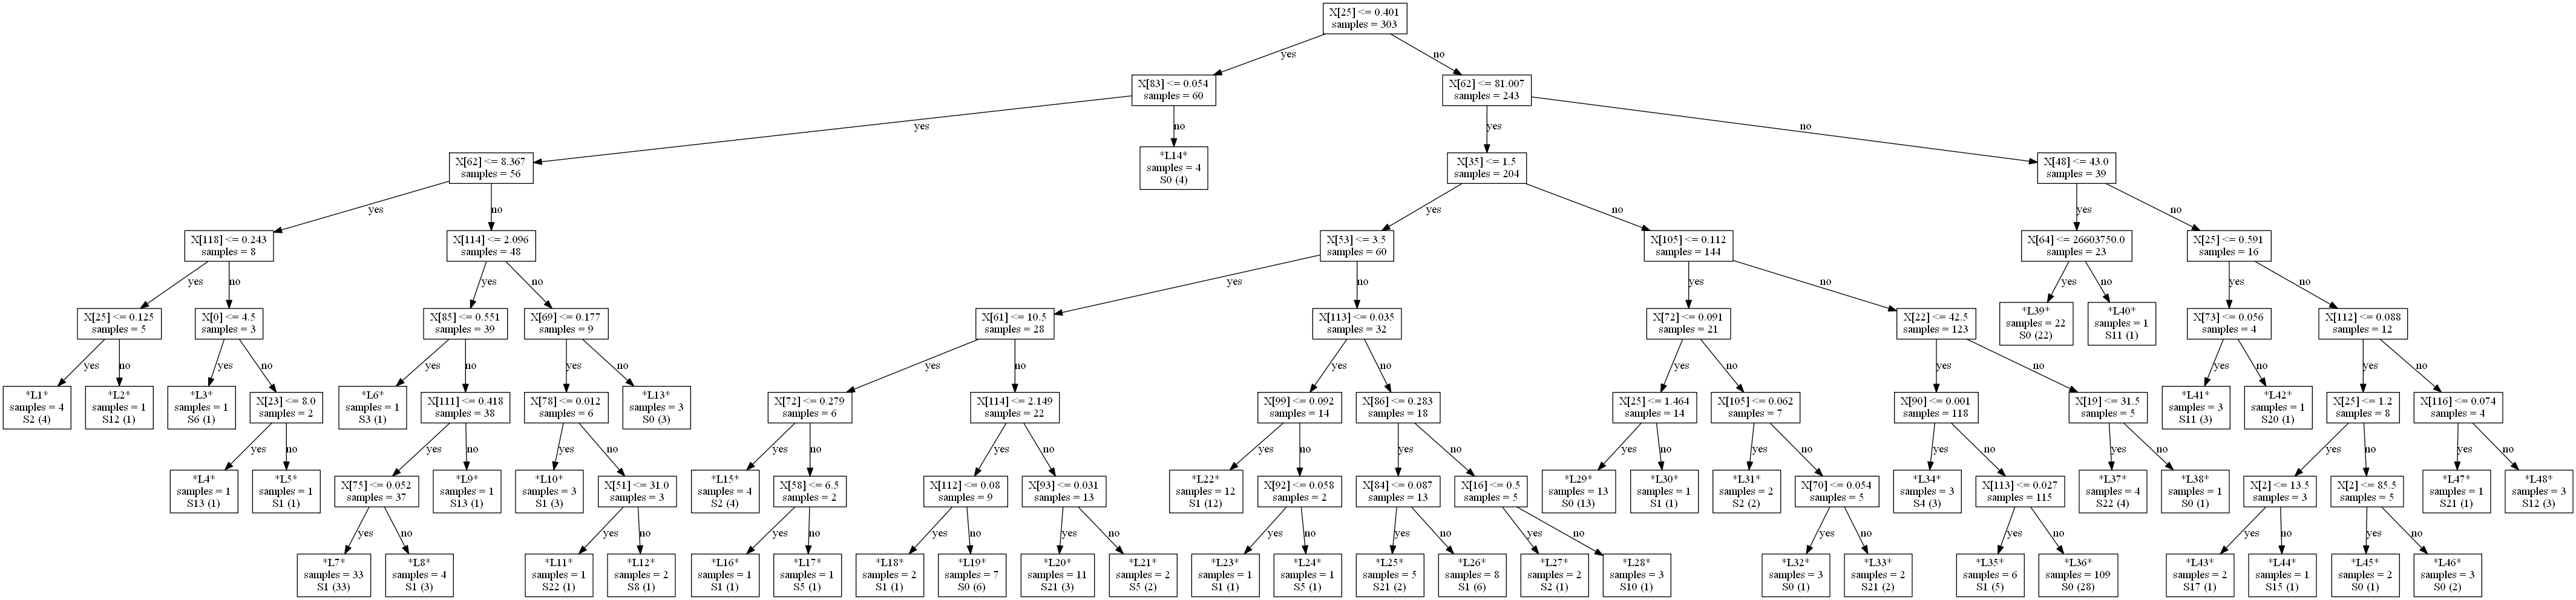 X[25] <= 0.401
samples = 303
yes
no
X[83] <= 0.054
samples = 60
X[62] <= 81.007
samples = 243
yes
no
yes
no
X[62] <= 8.367
samples = 56
*L14*
samples = 4
S0 (4)
X[35] <= 1.5
samples = 204
X[48] <= 43.0
samples = 39
yes
no
yes
no
yes
no
X[118] <= 0.243
samples = 8
X[114] <= 2.096
samples = 48
X[53] <= 3.5
samples = 60
X[105] <= 0.112
samples = 144
X[64] <= 26603750.0
samples = 23
X[25] <= 0.591
samples = 16
yes
no
yes
no
yes
no
yes
no
yes
no
yes
no
X[25] <= 0.125
samples = 5
X[0] <= 4.5
samples = 3
X[85] <= 0.551
samples = 39
X[69] <= 0.177
samples = 9
X[61] <= 10.5
samples = 28
X[113] <= 0.035
samples = 32
X[72] <= 0.091
samples = 21
X[22] <= 42.5
samples = 123
*L39*
samples = 22
S0 (22)
*L40*
samples = 1
S11 (1)
X[73] <= 0.056
samples = 4
X[112] <= 0.088
samples = 12
yes
no
yes
no
yes
no
yes
no
yes
no
yes
no
yes
no
yes
no
yes
no
yes
no
*L1*
samples = 4
S2 (4)
*L2*
samples = 1
S12 (1)
*L3*
samples = 1
S6 (1)
X[23] <= 8.0
samples = 2
*L6*
samples = 1
S3 (1)
X[111] <= 0.418
samples = 38
X[78] <= 0.012
samples = 6
*L13*
samples = 3
S0 (3)
X[72] <= 0.279
samples = 6
X[114] <= 2.149
samples = 22
X[99] <= 0.092
samples = 14
X[86] <= 0.283
samples = 18
X[25] <= 1.464
samples = 14
X[105] <= 0.062
samples = 7
X[90] <= 0.001
samples = 118
X[19] <= 31.5
samples = 5
*L41*
samples = 3
S11 (3)
*L42*
samples = 1
S20 (1)
X[25] <= 1.2
samples = 8
X[116] <= 0.074
samples = 4
yes
no
yes
no
yes
no
yes
no
yes
no
yes
no
yes
no
yes
no
yes
no
yes
no
yes
no
yes
no
yes
no
*L4*
samples = 1
S13 (1)
*L5*
samples = 1
S1 (1)
X[75] <= 0.052
samples = 37
*L9*
samples = 1
S13 (1)
*L10*
samples = 3
S1 (3)
X[51] <= 31.0
samples = 3
*L15*
samples = 4
S2 (4)
X[58] <= 6.5
samples = 2
X[112] <= 0.08
samples = 9
X[93] <= 0.031
samples = 13
*L22*
samples = 12
S1 (12)
X[92] <= 0.058
samples = 2
X[84] <= 0.087
samples = 13
X[16] <= 0.5
samples = 5
*L29*
samples = 13
S0 (13)
*L30*
samples = 1
S1 (1)
*L31*
samples = 2
S2 (2)
X[70] <= 0.054
samples = 5
*L34*
samples = 3
S4 (3)
X[113] <= 0.027
samples = 115
*L37*
samples = 4
S22 (4)
*L38*
samples = 1
S0 (1)
X[2] <= 13.5
samples = 3
X[2] <= 85.5
samples = 5
*L47*
samples = 1
S21 (1)
*L48*
samples = 3
S12 (3)
yes
no
yes
no
yes
no
yes
no
yes
no
yes
no
yes
no
yes
no
yes
no
yes
no
yes
no
yes
no
*L7*
samples = 33
S1 (33)
*L8*
samples = 4
S1 (3)
*L11*
samples = 1
S22 (1)
*L12*
samples = 2
S8 (1)
*L16*
samples = 1
S1 (1)
*L17*
samples = 1
S5 (1)
*L18*
samples = 2
S1 (1)
*L19*
samples = 7
S0 (6)
*L20*
samples = 11
S21 (3)
*L21*
samples = 2
S5 (2)
*L23*
samples = 1
S1 (1)
*L24*
samples = 1
S5 (1)
*L25*
samples = 5
S21 (2)
*L26*
samples = 8
S1 (6)
*L27*
samples = 2
S2 (1)
*L28*
samples = 3
S10 (1)
*L32*
samples = 3
S0 (1)
*L33*
samples = 2
S21 (2)
*L35*
samples = 6
S1 (5)
*L36*
samples = 109
S0 (28)
*L43*
samples = 2
S17 (1)
*L44*
samples = 1
S15 (1)
*L45*
samples = 2
S0 (1)
*L46*
samples = 3
S0 (2)